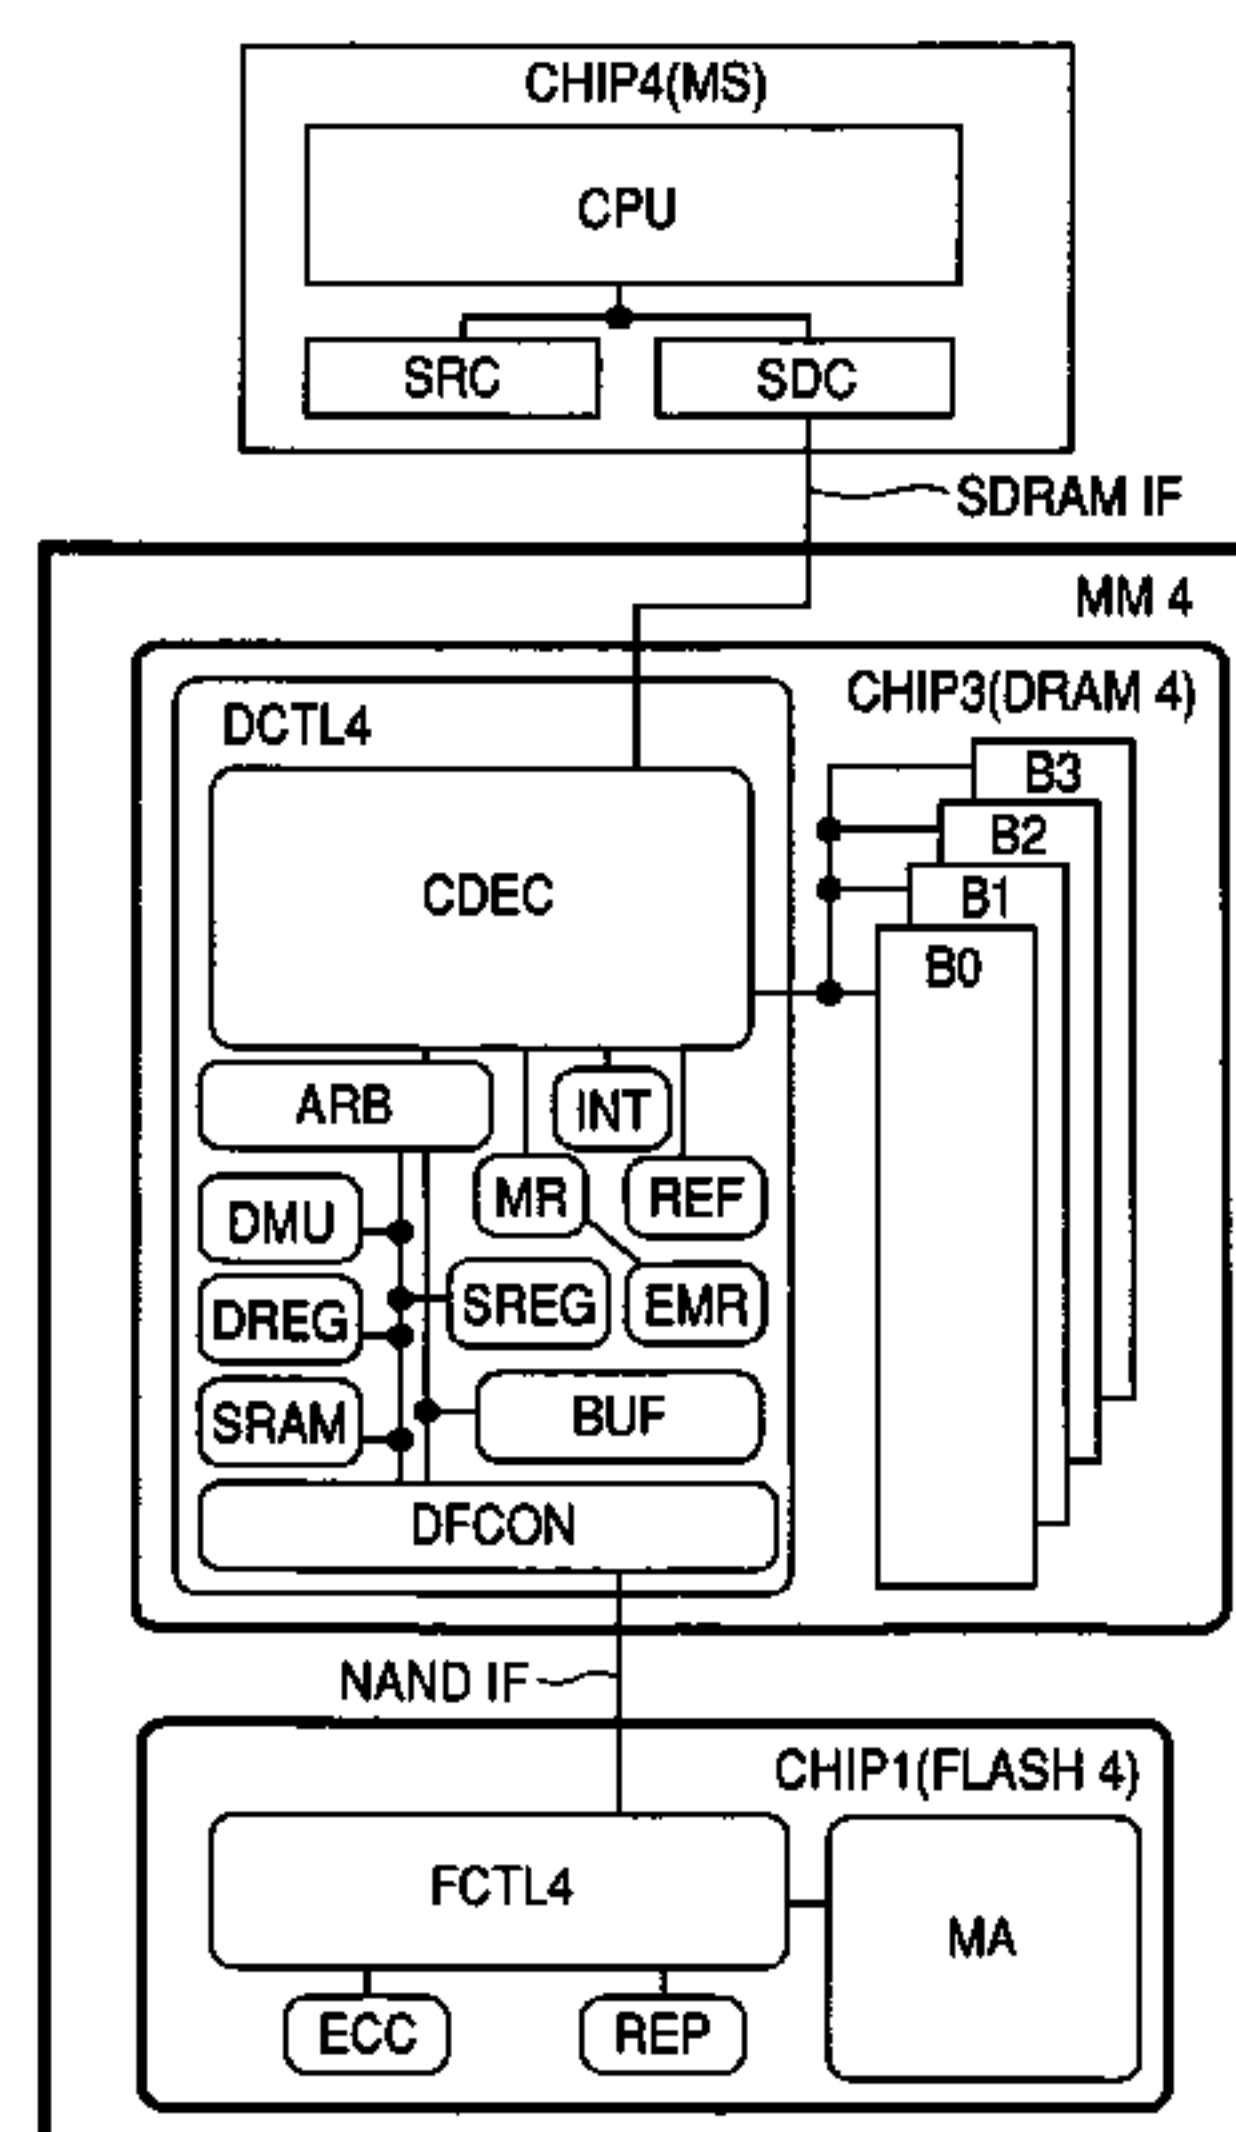 CHIP4(MS)
CPU
SRC
SDC
SDRAM IF
MM 4
CHIP3(DRAM 4)
DCTL4
B3
B2
B1
B0
CDEC
ARB
INT
MR
REF
DMU
SREG
EMR
DREG
SRAM
BUF
DFCON
NAND IF
CHIP1(FLASH 4)
FCTL4
MA
ECC
REP